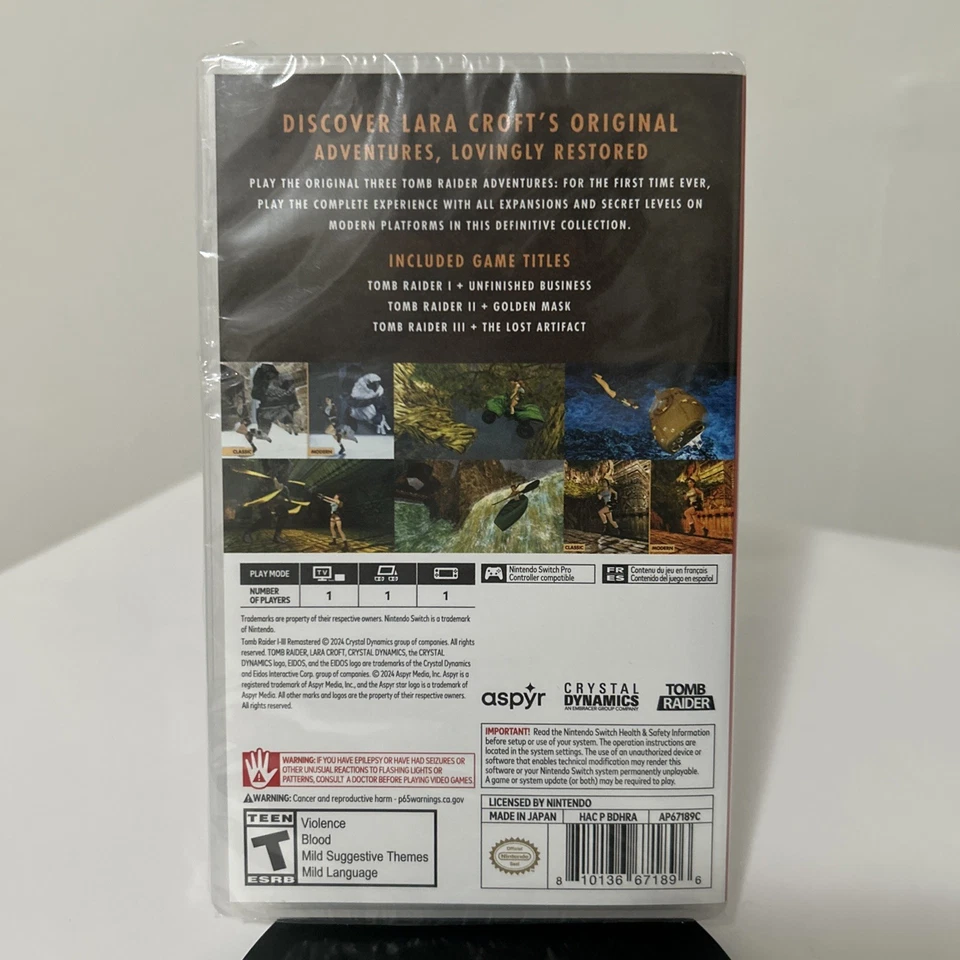 DISCOVER LARA CROFT'S ORIGINAL
ADVENTURES, LOVINGLY RESTORED
PLAY THE ORIGINAL THREE TOMB RAIDER ADVENTURES: FOR THE FIRST TIME EVER,
PLAY THE COMPLETE EXPERIENCE WITH ALL EXPANSIONS AND SECRET LEVELS ON
MODERN PLATFORMS IN THIS DEFINITIVE COLLECTION.
INCLUDED GAME TITLES
TOMB RAIDER I + UNFINISHED BUSINESS
TOMB RAIDER II + GOLDEN MASK
TOMB RAIDER III + THE LOST ARTIFACT
CLASSIC
MODERN
CLASSIC
MODERN
PLAY MODE
TV
NUMBER
OF PLAYERS
1
1
1
Nintendo Switch Pro
Controller compatible
FR
ES
Contenu du jeu en français
Contenido del juego en español
Trademarks are property of their respective owners. Nintendo Switch is a trademark
of Nintendo.
Tomb Raider I-III Remastered © 2024 Crystal Dynamics group of companies. All rights
reserved. TOMB RAIDER, LARA CROFT, CRYSTAL DYNAMICS, the CRYSTAL
DYNAMICS logo, EIDOS, and the EIDOS logo are trademarks of the Crystal Dynamics
and Eidos Interactive Corp. group of companies. © 2024 Aspyr Media, Inc. Aspyr is a
registered trademark of Aspyr Media, Inc., and the Aspyr star logo is a trademark of
Aspyr Media. All other marks and logos are the property of their respective owners.
All rights reserved.
aspyr
CRYSTAL
DYNAMICS
AN EMBRACER GROUP COMPANY
TOMB
RAIDER
IMPORTANT! Read the Nintendo Switch Health & Safety Information
before setup or use of your system. The operation instructions are
located in the system settings. The use of an unauthorized device or
software that enables technical modification may render this
software or your Nintendo Switch system permanently unplayable.
A game or system update (or both) may be required to play.
WARNING: IF YOU HAVE EPILEPSY OR HAVE HAD SEIZURES OR
OTHER UNUSUAL REACTIONS TO FLASHING LIGHTS OR
PATTERNS, CONSULT A DOCTOR BEFORE PLAYING VIDEO GAMES.
WARNING: Cancer and reproductive harm - p65warnings.ca.gov
TEEN
T
ESRB
Violence
Blood
Mild Suggestive Themes
Mild Language
LICENSED BY NINTENDO
MADE IN JAPAN
HAC P BDHRA
AP67189C
Official
Nintendo
Seal
8 10136 67189 6